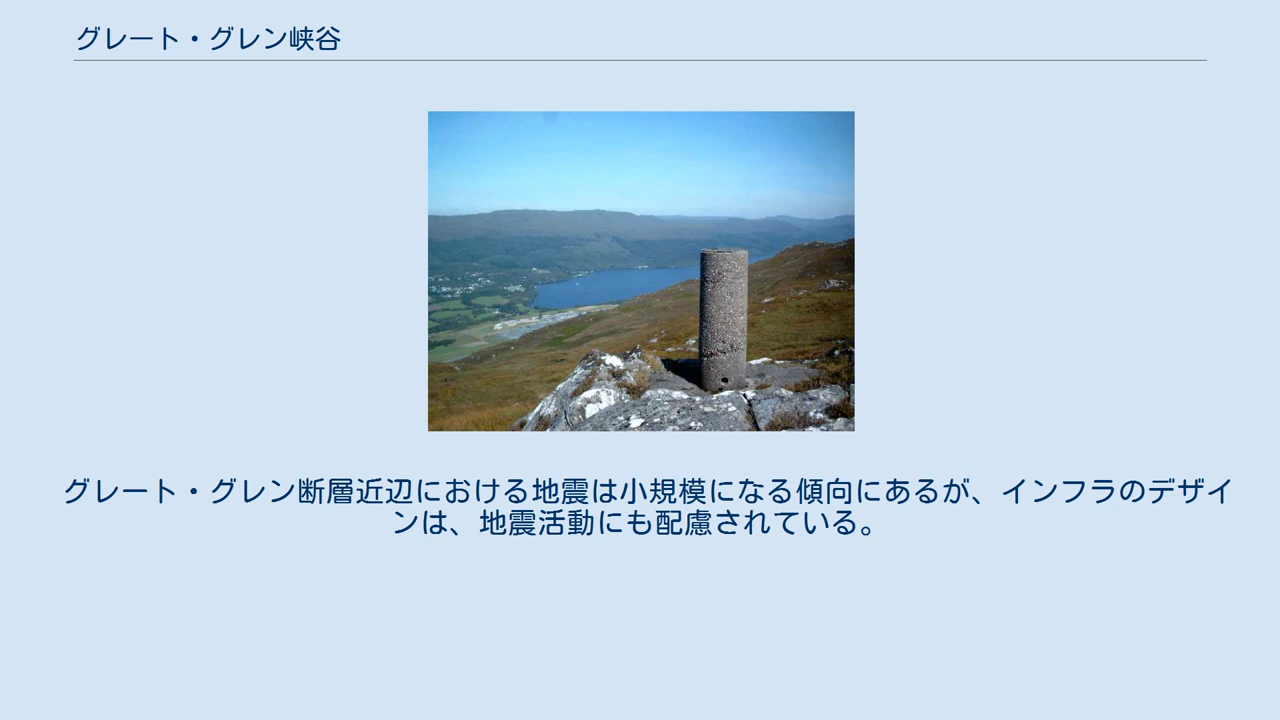 グレート・グレン峡谷
グレート・グレン断層近辺における地震は小規模になる傾向にあるが、インフラのデザイ
ンは、地震活動にも配慮されている。